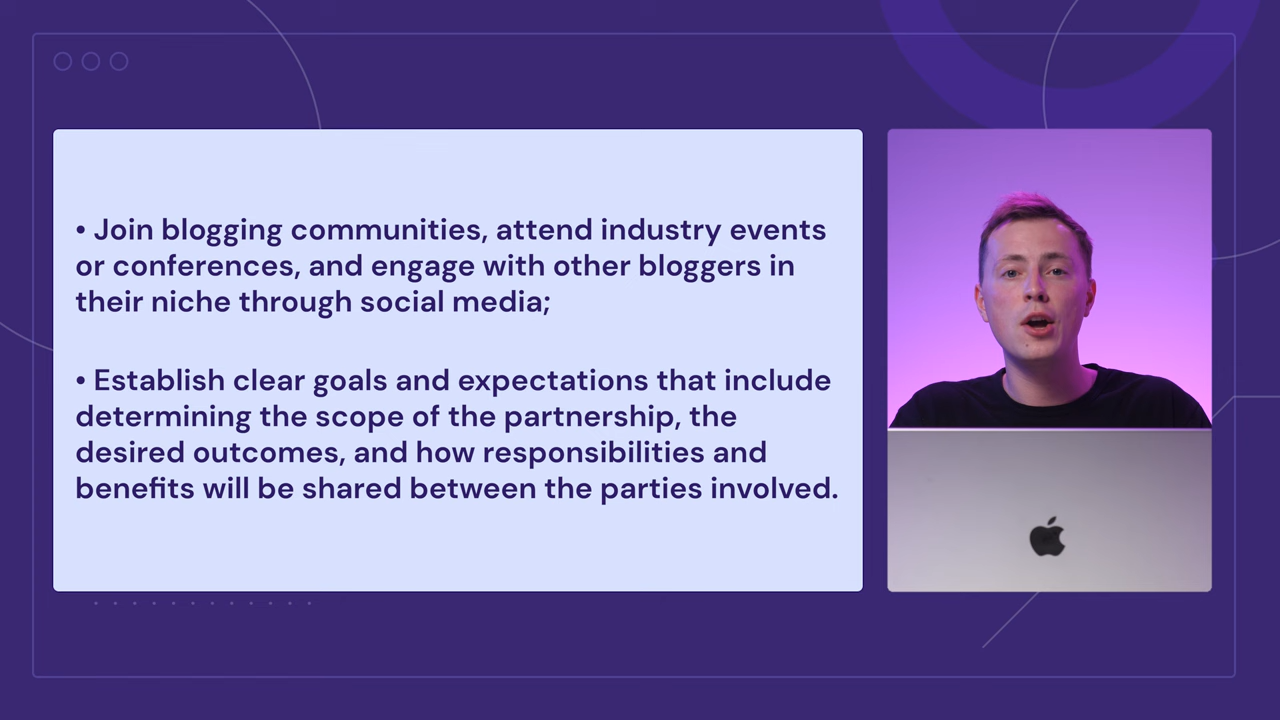 • Join blogging communities, attend industry events
or conferences, and engage with other bloggers in
their niche through social media;
• Establish clear goals and expectations that include
determining the scope of the partnership, the
desired outcomes, and how responsibilities and
benefits will be shared between the parties involved.